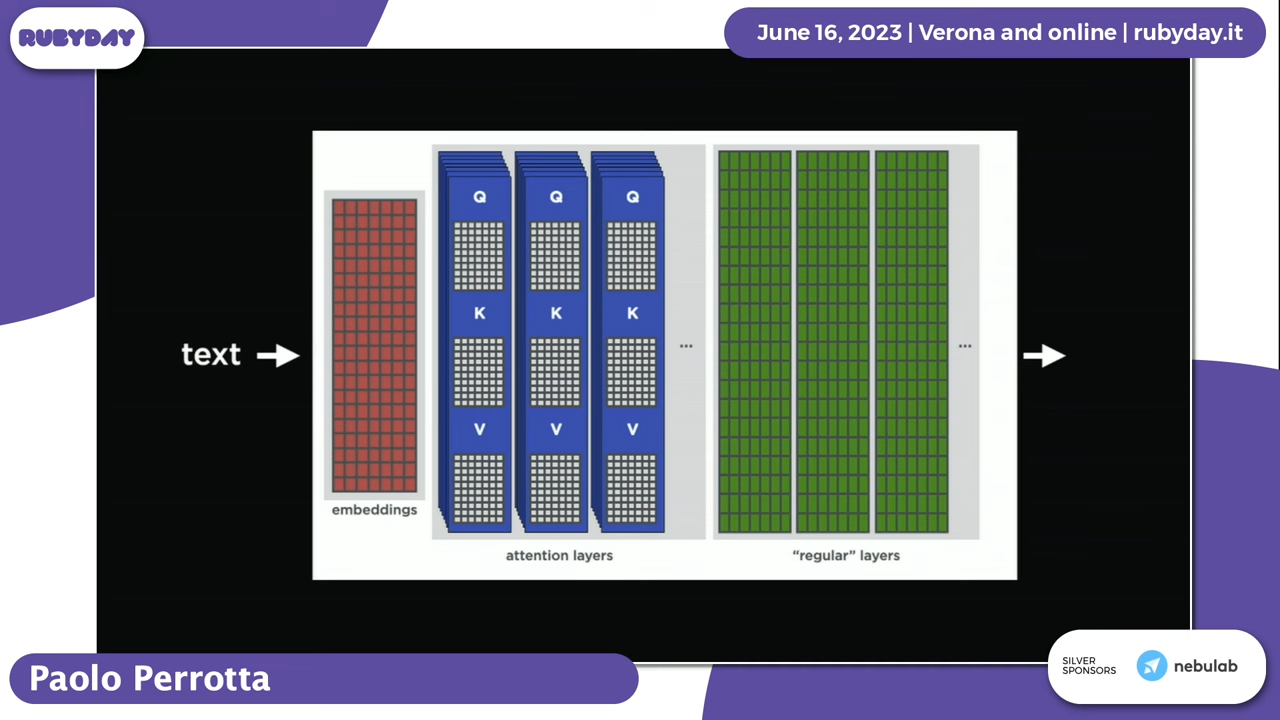 RUBYDAY
June 16, 2023 | Verona and online | rubyday.it
text
Q
Q
Q
K
K
K
...
...
V
V
V
embeddings
attention layers
“regular” layers
Paolo Perrotta
SILVER
SPONSORS
nebulab